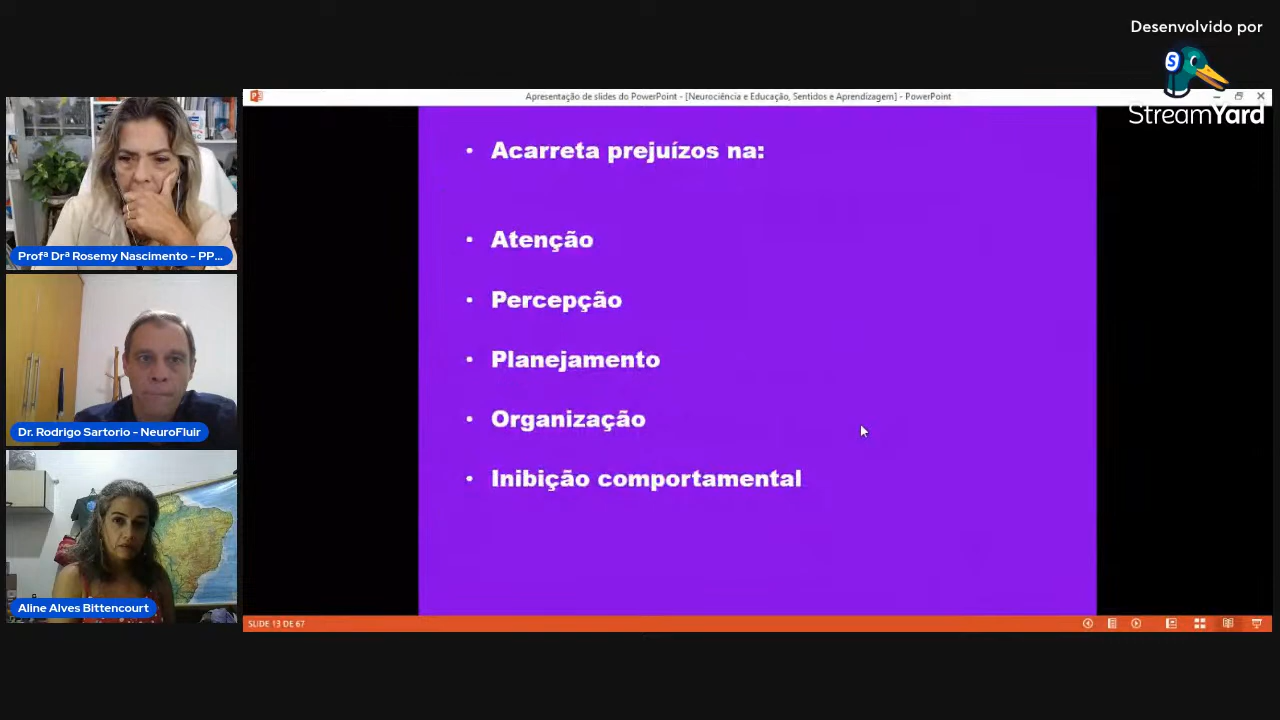 Desenvolvido por
S
StreamYard
Apresentação de slides do PowerPoint - [Neurociência e Educação, Sentidos e Aprendizagem] - PowerPoint
• Acarreta prejuízos na:
• Atenção
• Percepção
• Planejamento
• Organização
• Inibição comportamental
Profª Drª Rosemy Nascimento - PP...
Dr. Rodrigo Sartorio - NeuroFluir
Aline Alves Bittencourt
SLIDE 13 DE 67